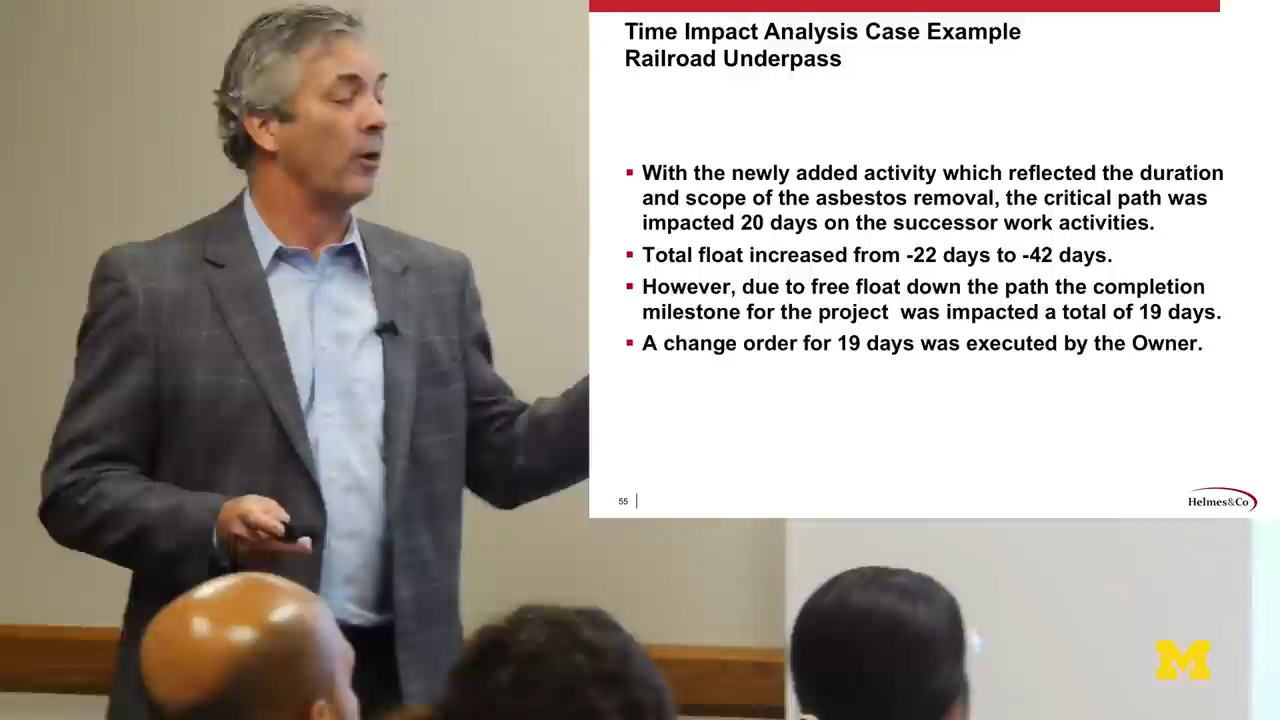 Time Impact Analysis Case Example
Railroad Underpass
▪ With the newly added activity which reflected the duration
and scope of the asbestos removal, the critical path was
impacted 20 days on the successor work activities.
▪ Total float increased from -22 days to -42 days.
▪ However, due to free float down the path the completion
milestone for the project was impacted a total of 19 days.
▪ A change order for 19 days was executed by the Owner.
55
Helmes&Co
M